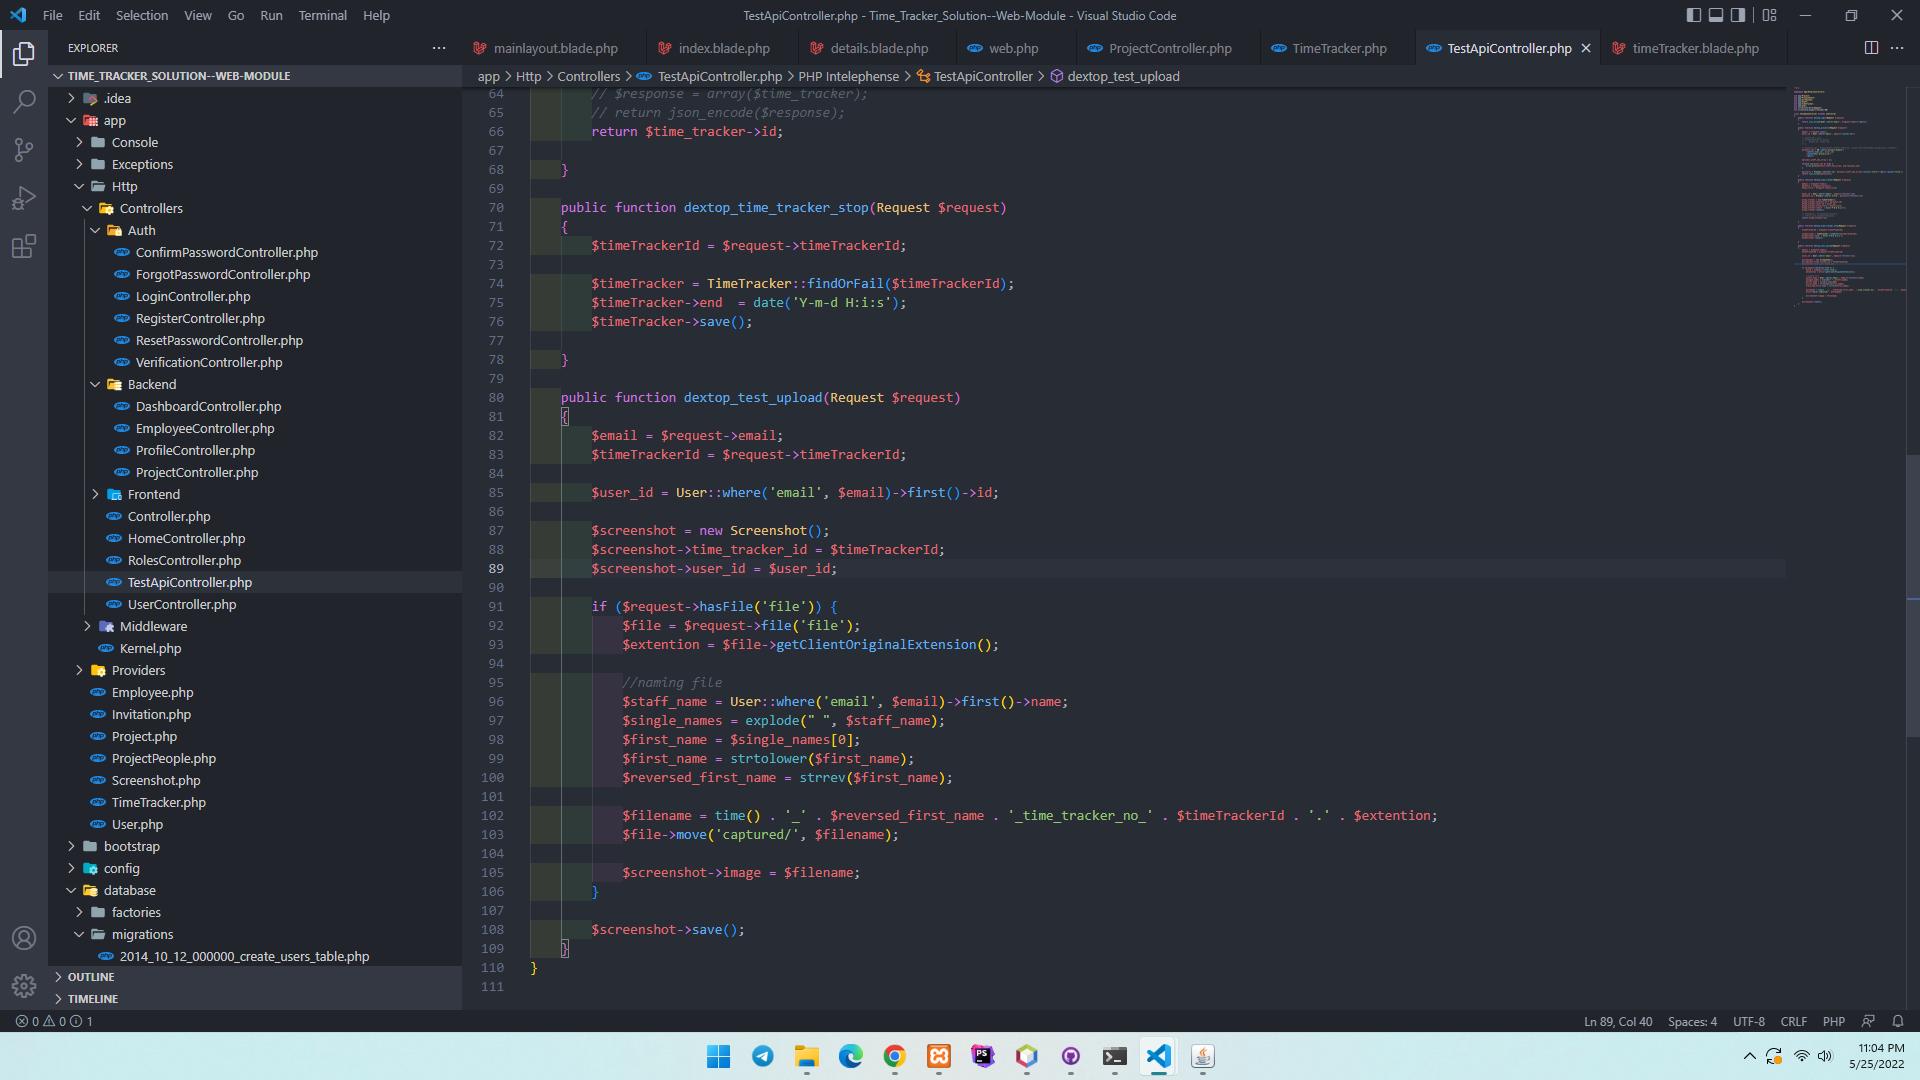 File Edit Selection View Go Run Terminal Help
TestApiController.php - Time_Tracker_Solution--Web-Module - Visual Studio Code
EXPLORER
TIME_TRACKER_SOLUTION--WEB-MODULE
.idea
app
Console
Exceptions
Http
Controllers
Auth
ConfirmPasswordController.php
ForgotPasswordController.php
LoginController.php
RegisterController.php
ResetPasswordController.php
VerificationController.php
Backend
DashboardController.php
EmployeeController.php
ProfileController.php
ProjectController.php
Frontend
Controller.php
HomeController.php
RolesController.php
TestApiController.php
UserController.php
Middleware
Kernel.php
Providers
Employee.php
Invitation.php
Project.php
ProjectPeople.php
Screenshot.php
TimeTracker.php
User.php
bootstrap
config
database
factories
migrations
2014_10_12_000000_create_users_table.php
OUTLINE
TIMELINE
mainlayout.blade.php index.blade.php details.blade.php web.php ProjectController.php TimeTracker.php TestApiController.php timeTracker.blade.php
app > Http > Controllers > TestApiController.php > PHP Intelephense > TestApiController > dextop_test_upload
64 // $response = array($time_tracker);
65 // return json_encode($response);
66 return $time_tracker->id;
67
68 }
69
70 public function dextop_time_tracker_stop(Request $request)
71 {
72 $timeTrackerId = $request->timeTrackerId;
73
74 $timeTracker = TimeTracker::findOrFail($timeTrackerId);
75 $timeTracker->end  = date('Y-m-d H:i:s');
76 $timeTracker->save();
77
78 }
79
80 public function dextop_test_upload(Request $request)
81 {
82 $email = $request->email;
83 $timeTrackerId = $request->timeTrackerId;
84
85 $user_id = User::where('email', $email)->first()->id;
86
87 $screenshot = new Screenshot();
88 $screenshot->time_tracker_id = $timeTrackerId;
89 $screenshot->user_id = $user_id;
90
91 if ($request->hasFile('file')) {
92 $file = $request->file('file');
93 $extention = $file->getClientOriginalExtension();
94
95 //naming file
96 $staff_name = User::where('email', $email)->first()->name;
97 $single_names = explode(" ", $staff_name);
98 $first_name = $single_names[0];
99 $first_name = strtolower($first_name);
100 $reversed_first_name = strrev($first_name);
101
102 $filename = time() . '_' . $reversed_first_name . '_time_tracker_no_' . $timeTrackerId . '.' . $extention;
103 $file->move('captured/', $filename);
104
105 $screenshot->image = $filename;
106 }
107
108 $screenshot->save();
109 }
110 }
111
0 0 1
Ln 89, Col 40 Spaces: 4 UTF-8 CRLF PHP
PS
11:04 PM
5/25/2022